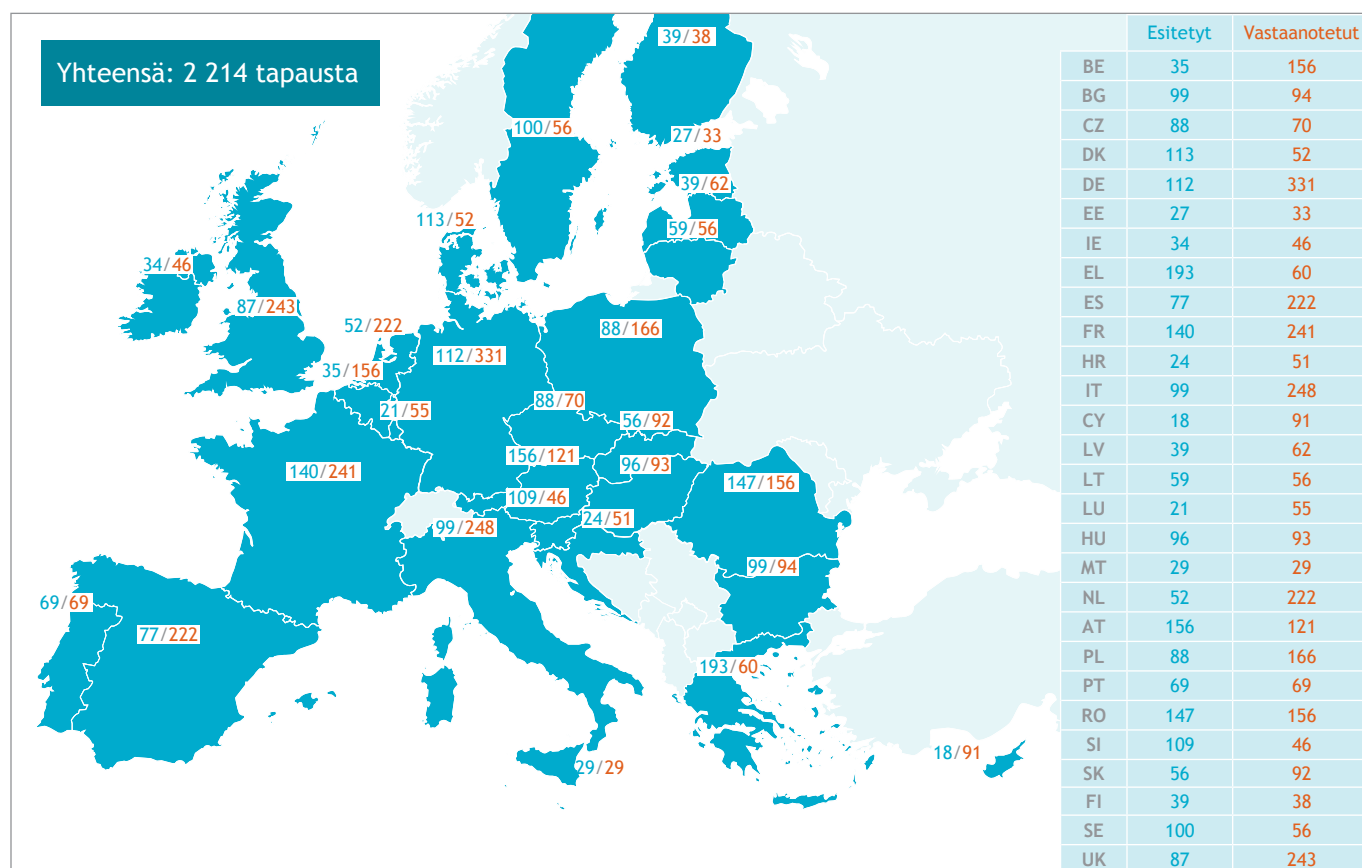 Yhteensä: 2 214 tapausta
39/38
100/56
27/33
39/62
113/52
59/56
34/46
87/243
52/222
88/166
112/331
35/156
88/70
21/55
56/92
156/121
96/93
140/241
147/156
109/46
24/51
99/248
99/94
69/69
77/222
193/60
18/91
29/29
Esitetyt Vastaanotetut
BE 35 156
BG 99 94
CZ 88 70
DK 113 52
DE 112 331
EE 27 33
IE 34 46
EL 193 60
ES 77 222
FR 140 241
HR 24 51
IT 99 248
CY 18 91
LV 39 62
LT 59 56
LU 21 55
HU 96 93
MT 29 29
NL 52 222
AT 156 121
PL 88 166
PT 69 69
RO 147 156
SI 109 46
SK 56 92
FI 39 38
SE 100 56
UK 87 243